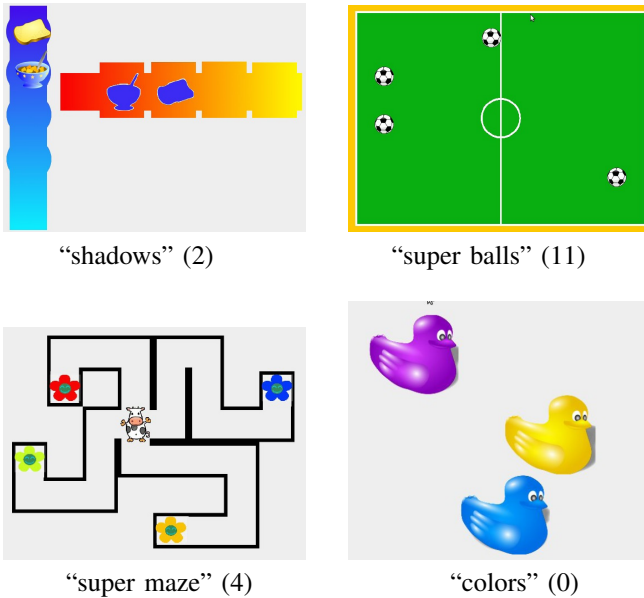 “shadows” (2)
“super balls” (11)
“super maze” (4)
“colors” (0)